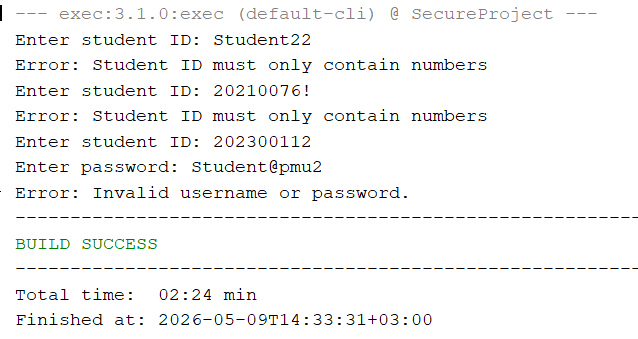 --- exec:3.1.0:exec (default-cli) @ SecureProject ---
Enter student ID: Student22
Error: Student ID must only contain numbers
Enter student ID: 20210076!
Error: Student ID must only contain numbers
Enter student ID: 202300112
Enter password: Student@pmu2
Error: Invalid username or password.
------------------------------------------------------------------------
BUILD SUCCESS
------------------------------------------------------------------------
Total time:  02:24 min
Finished at: 2026-05-09T14:33:31+03:00